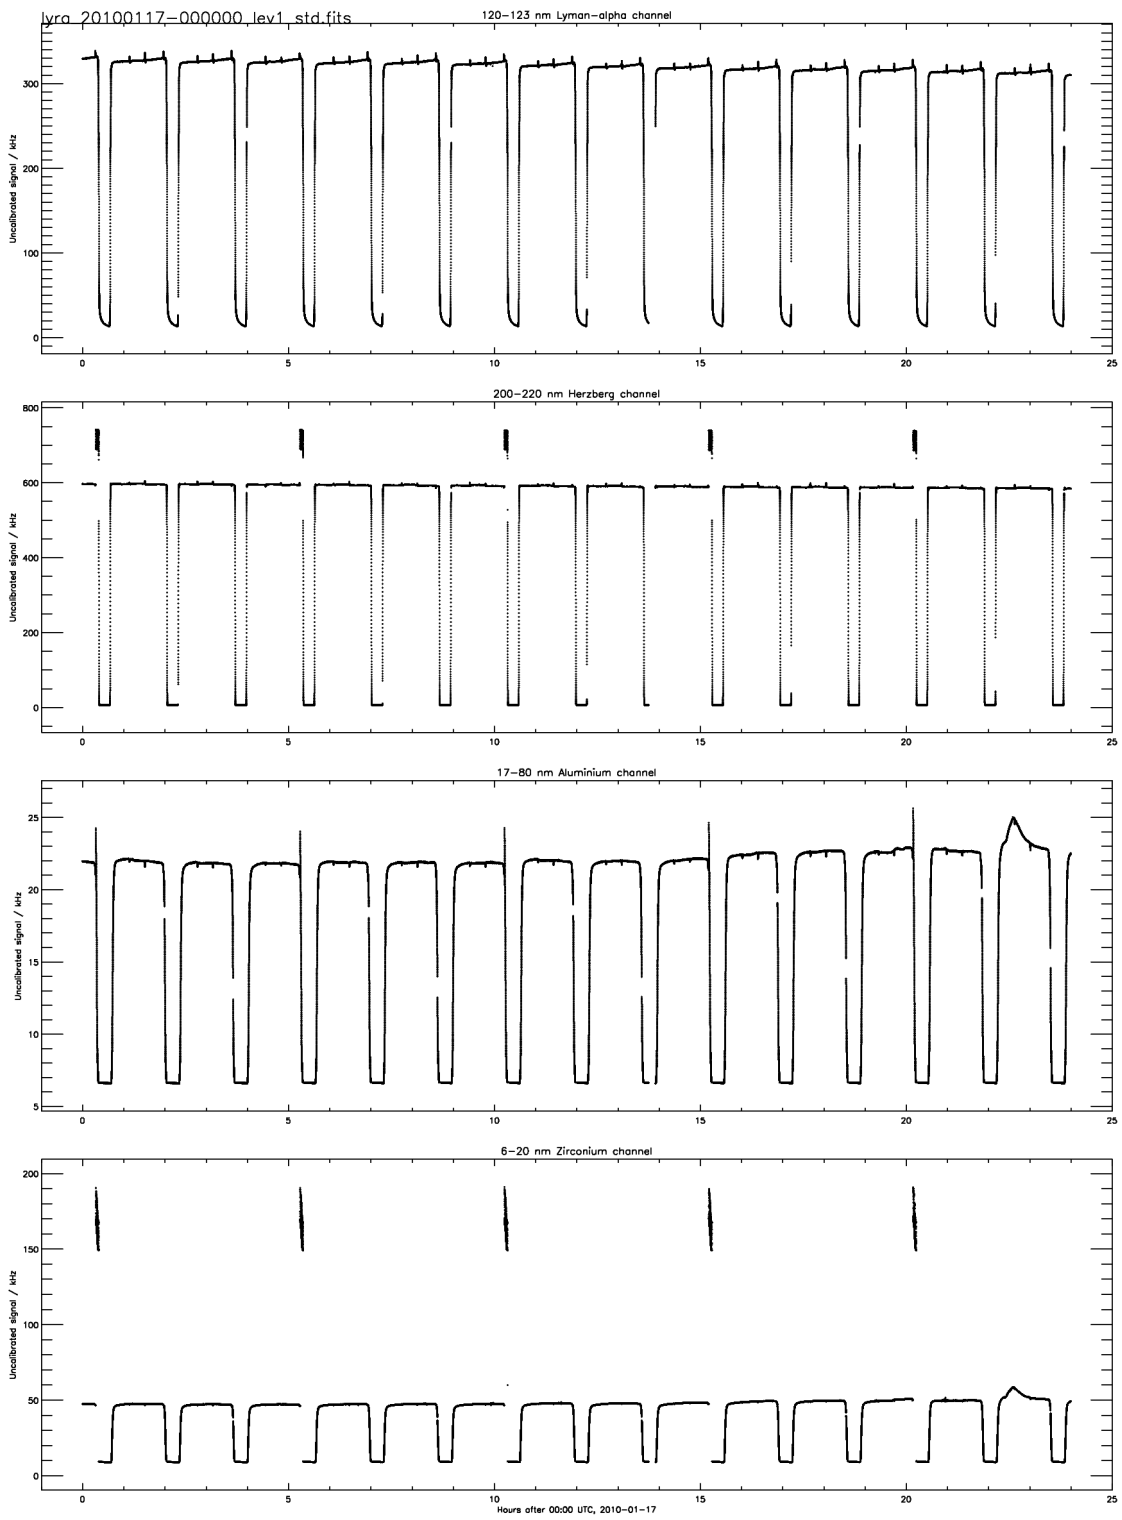 lyra_20100117-000000_lev1_std.fits
120-123 nm Lyman-alpha channel
300
200
100
0
Uncalibrated signal / kHz
0 5 10 15 20 25
200-220 nm Herzberg channel
800
600
400
200
0
Uncalibrated signal / kHz
0 5 10 15 20 25
17-80 nm Aluminium channel
25
20
15
10
5
Uncalibrated signal / kHz
0 5 10 15 20 25
6-20 nm Zirconium channel
200
150
100
50
0
Uncalibrated signal / kHz
0 5 10 15 20 25
Hours after 00:00 UTC, 2010-01-17